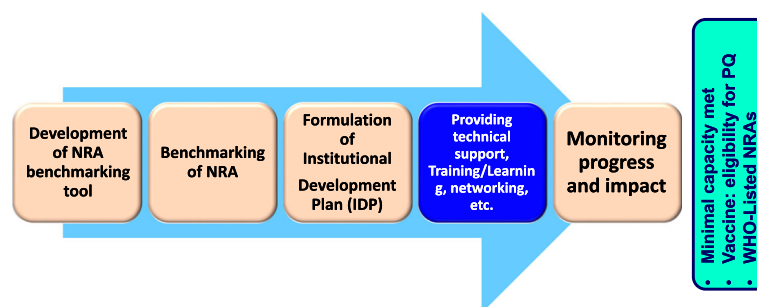 Development
of NRA
benchmarking
tool
Benchmarking
of NRA
Formulation
of
Institutional
Development
Plan (IDP)
Providing
technical
support,
Training/Learnin
g, networking,
etc.
Monitoring
progress
and impact
• Minimal capacity met
• Vaccine: eligibility for PQ
• WHO-Listed NRAs